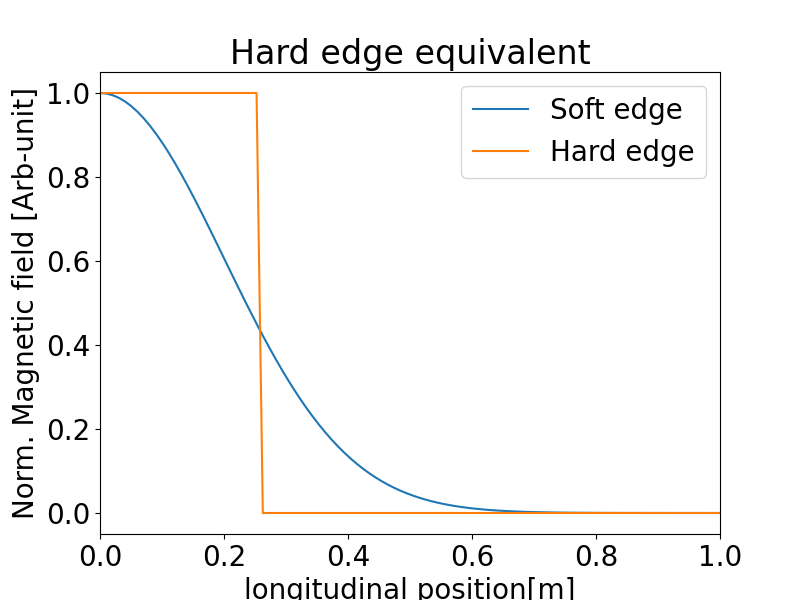 Hard edge equivalent
Norm. Magnetic field [Arb-unit]
1.0
0.8
0.6
0.4
0.2
0.0
Soft edge
Hard edge
0.0 0.2 0.4 0.6 0.8 1.0
longitudinal position[m]